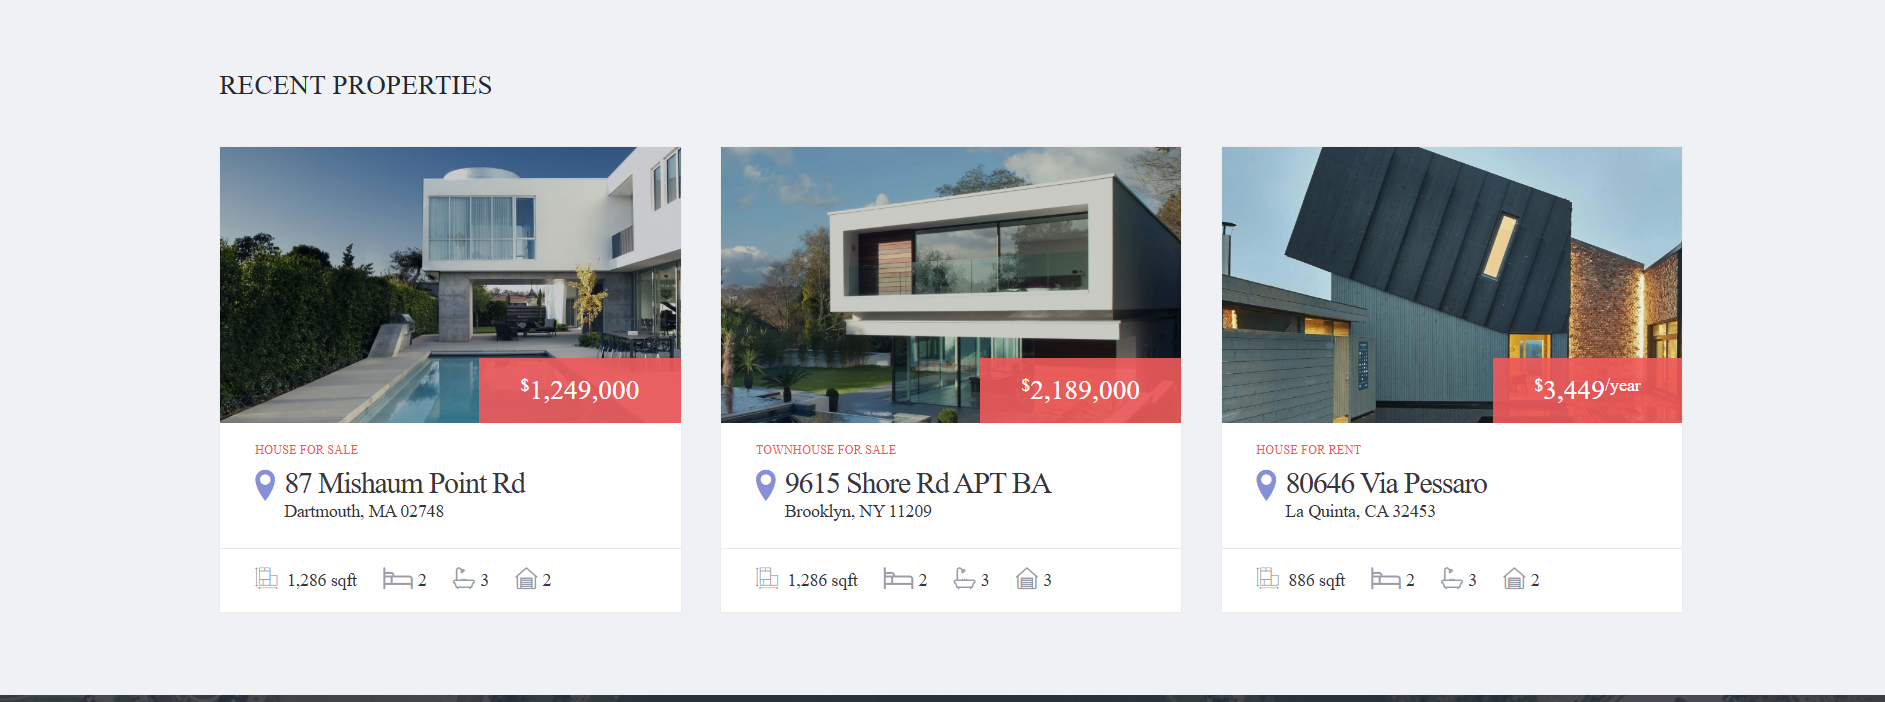 RECENT PROPERTIES
$1,249,000
HOUSE FOR SALE
87 Mishaum Point Rd
Dartmouth, MA 02748
1,286 sqft 2 3 2
$2,189,000
TOWNHOUSE FOR SALE
9615 Shore Rd APT BA
Brooklyn, NY 11209
1,286 sqft 2 3 3
$3,449/year
HOUSE FOR RENT
80646 Via Pessaro
La Quinta, CA 32453
886 sqft 2 3 2